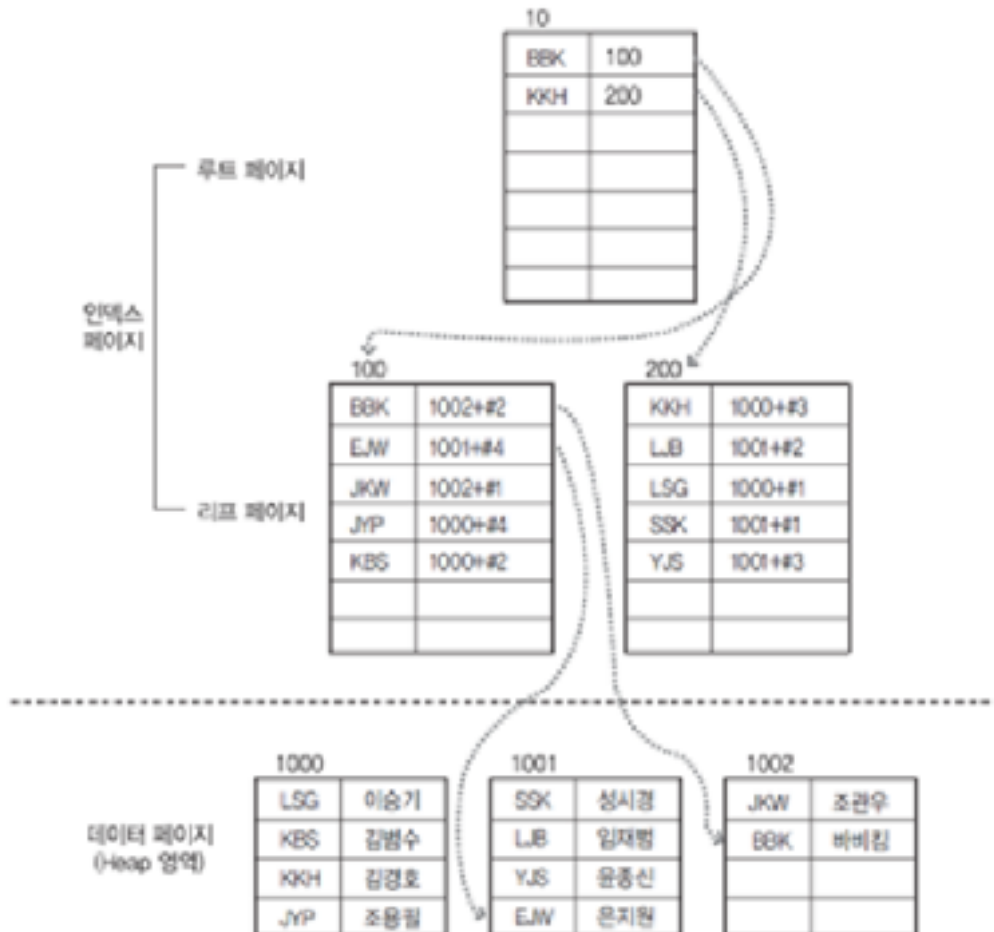 10
BBK 100
KKH 200
루트 페이지
인덱스
페이지
리프 페이지
100
BBK 1002+#2
EJW 1001+#4
JKW 1002+#1
JYP 1000+#4
KBS 1000+#2
200
KKH 1000+#3
LJB 1001+#2
LSG 1000+#1
SSK 1001+#1
YJS 1001+#3
데이터 페이지
(Heap 영역)
1000
LSG 이승기
KBS 김범수
KKH 김경호
JYP 조용필
1001
SSK 성시경
LJB 임재범
YJS 윤종신
EJW 은지원
1002
JKW 조관우
BBK 바비킴